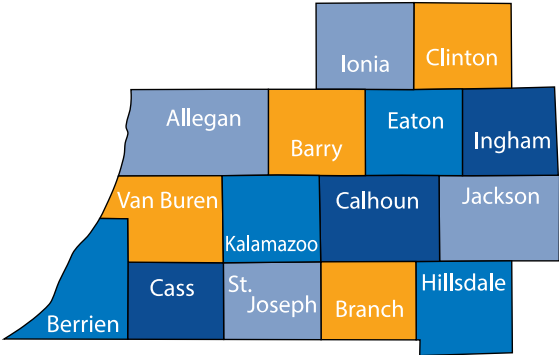 Ionia
Clinton
Allegan
Barry
Eaton
Ingham
Van Buren
Kalamazoo
Calhoun
Jackson
Berrien
Cass
St.
Joseph
Branch
Hillsdale